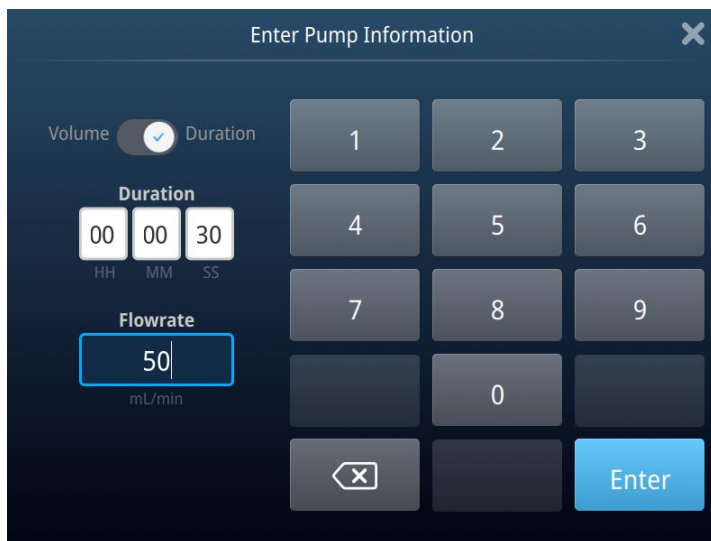 Enter Pump Information
Volume Duration
Duration
00 00 30
HH MM SS
Flowrate
50
mL/min
1 2 3
4 5 6
7 8 9
0
Enter